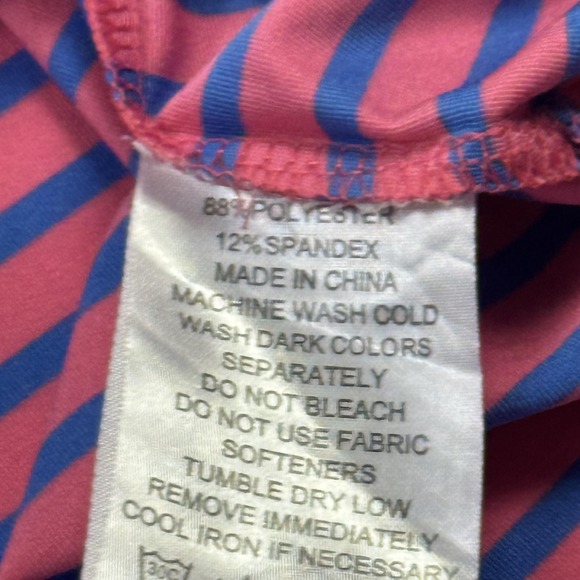 88% POLYESTER
12% SPANDEX
MADE IN CHINA
MACHINE WASH COLD
WASH DARK COLORS
SEPARATELY
DO NOT BLEACH
DO NOT USE FABRIC
SOFTENERS
TUMBLE DRY LOW
REMOVE IMMEDIATELY
COOL IRON IF NECESSARY
30C